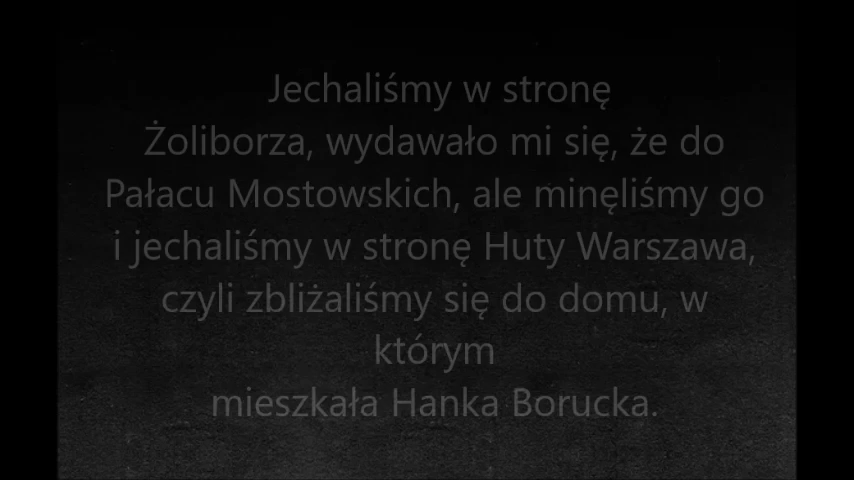 Jechaliśmy w stronę
Żoliborza, wydawało mi się, że do
Pałacu Mostowskich, ale minęliśmy go
i jechaliśmy w stronę Huty Warszawa,
czyli zbliżaliśmy się do domu, w
którym
mieszkała Hanka Borucka.